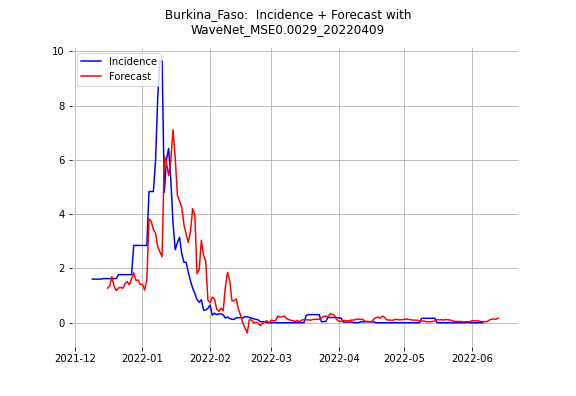 Burkina_Faso:  Incidence + Forecast with
WaveNet_MSE0.0029_20220409
Incidence
Forecast
10
8
6
4
2
0
2021-12 2022-01 2022-02 2022-03 2022-04 2022-05 2022-06